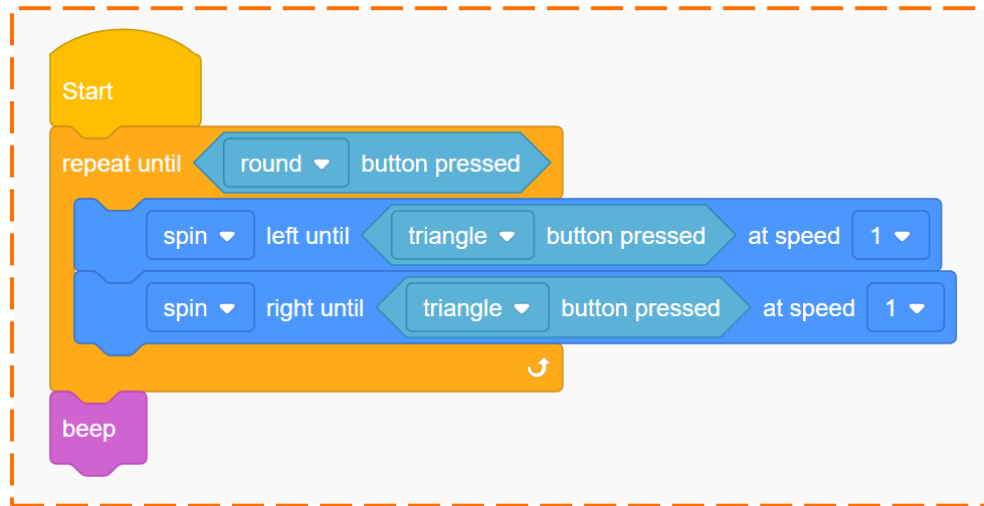 Start
repeat until round button pressed
spin left until triangle button pressed at speed 1
spin right until triangle button pressed at speed 1
beep